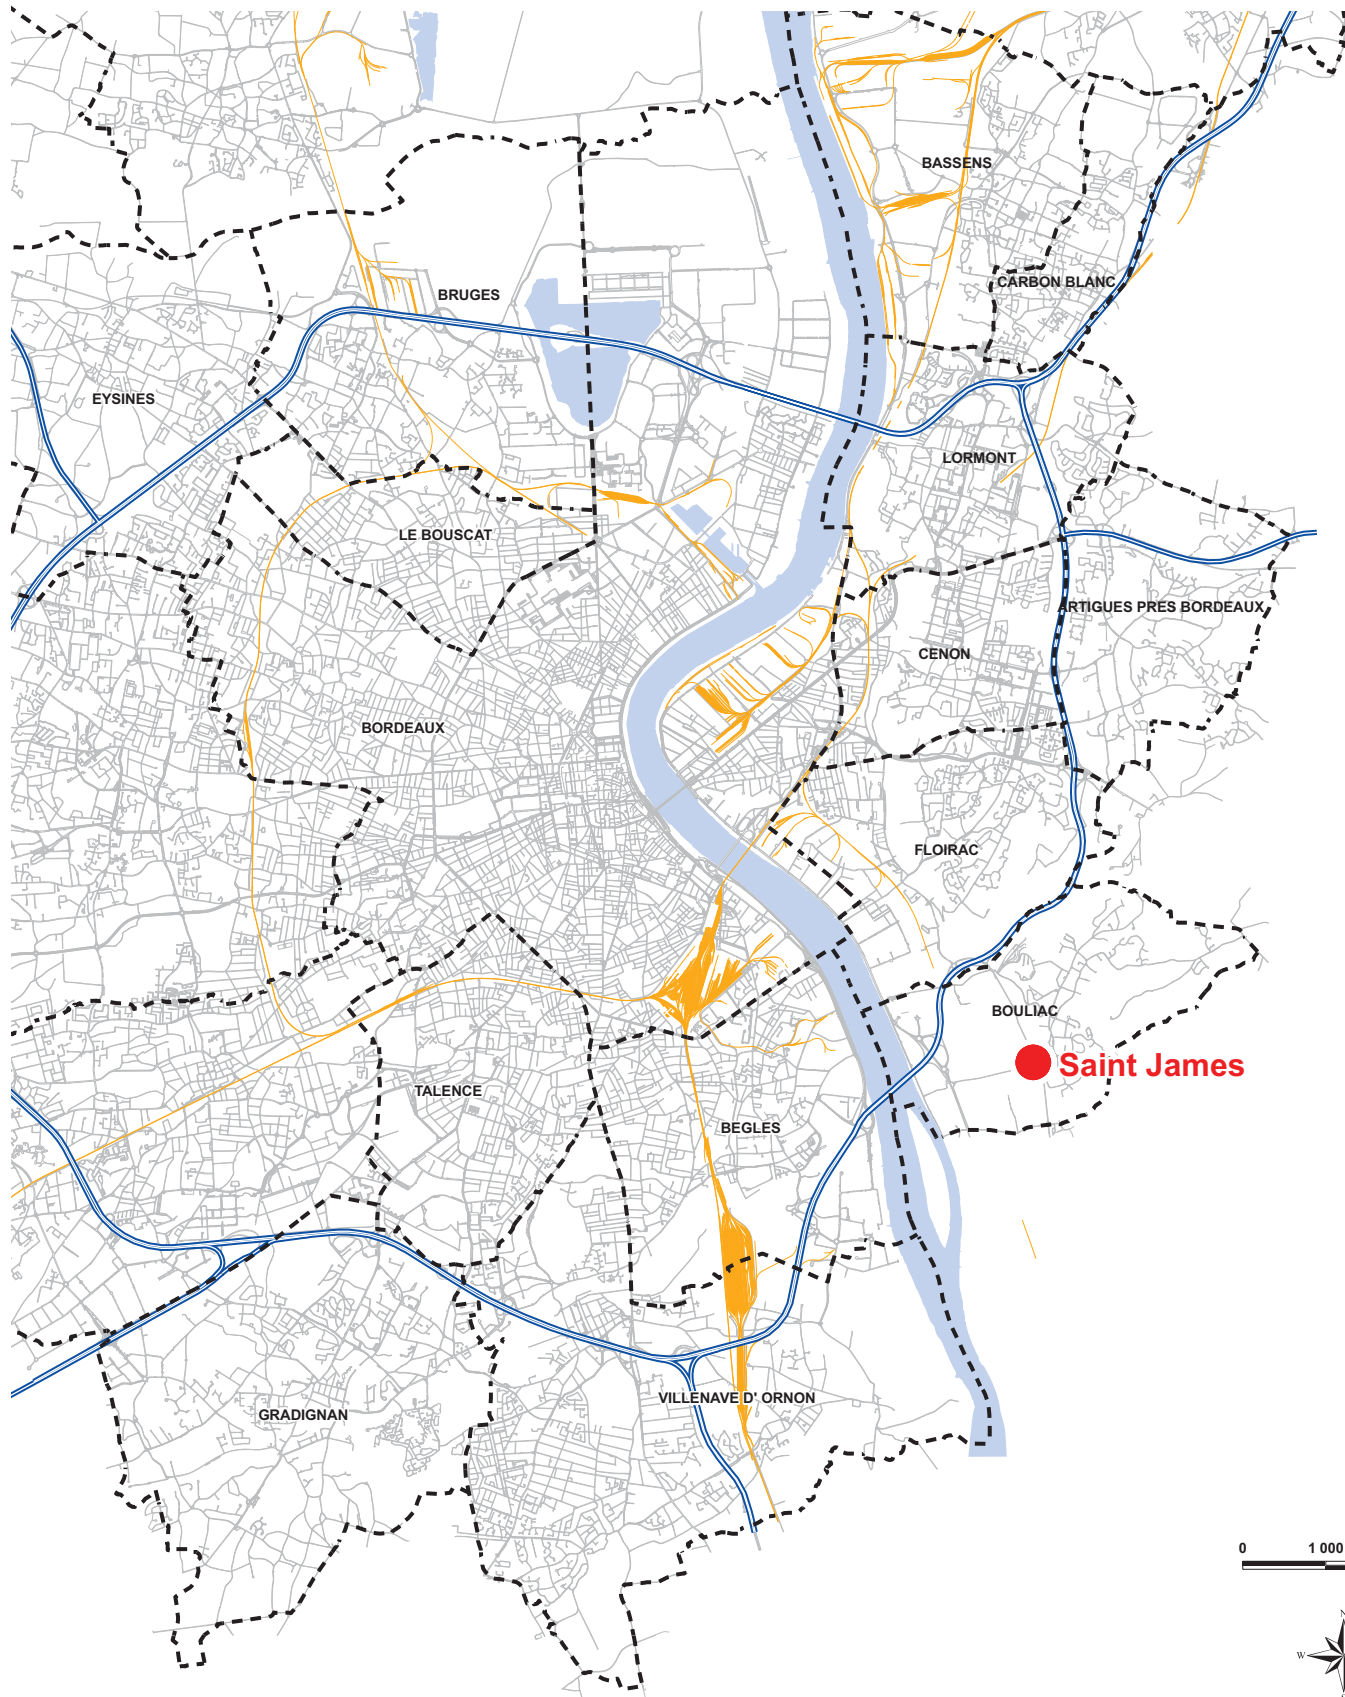 BASSENS
CARBON BLANC
BRUGES
EYSINES
LORMONT
LE BOUSCAT
ARTIGUES PRES BORDEAUX
CENON
BORDEAUX
FLOIRAC
BOULIAC
Saint James
TALENCE
BEGLES
VILLENAVE D' ORNON
GRADIGNAN
0 1 000
N
W